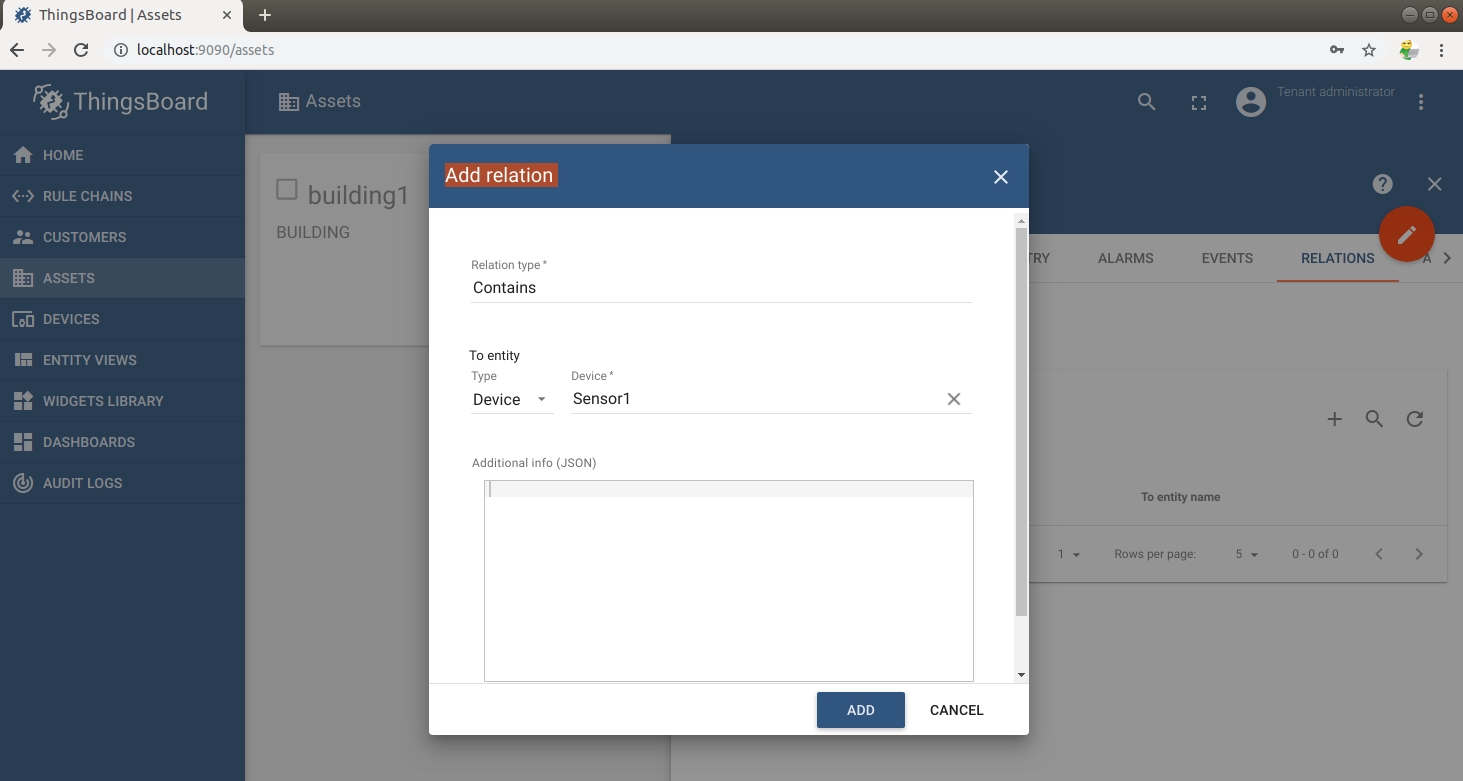 ThingsBoard | Assets
localhost:9090/assets
ThingsBoard
Assets
Tenant administrator
HOME
RULE CHAINS
CUSTOMERS
ASSETS
DEVICES
ENTITY VIEWS
WIDGETS LIBRARY
DASHBOARDS
AUDIT LOGS
building1
BUILDING
Add relation
Relation type *
Contains
To entity
Type
Device *
Device
Sensor1
Additional info (JSON)
ADD
CANCEL
TRY
ALARMS
EVENTS
RELATIONS
A
To entity name
1
Rows per page:
5
0 - 0 of 0